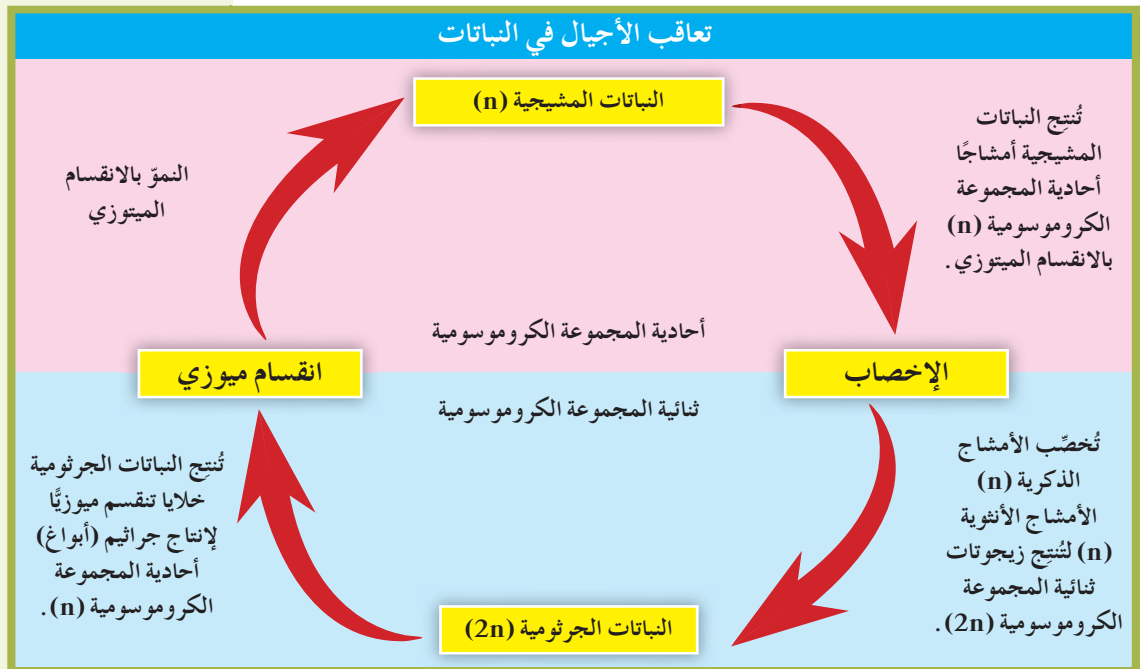 تعاقب الأجيال في النباتات
النباتات المشيجية (n)
تُنتِج النباتات
المشيجية أمشاجًا
أحادية المجموعة
الكروموسومية (n)
بالانقسام الميتوزي.
النموّ بالانقسام
الميتوزي
أحادية المجموعة الكروموسومية
الإخصاب
انقسام ميوزي
ثنائية المجموعة الكروموسومية
تُخصِّب الأمشاج
الذكرية (n)
الأمشاج الأنثوية
(n) لتُنتِج زيجوتات
ثنائية المجموعة
الكروموسومية (2n).
تُنتِج النباتات الجرثومية
خلايا تنقسم ميوزيًّا
لإنتاج جراثيم (أبواغ)
أحادية المجموعة
الكروموسومية (n).
النباتات الجرثومية (2n)